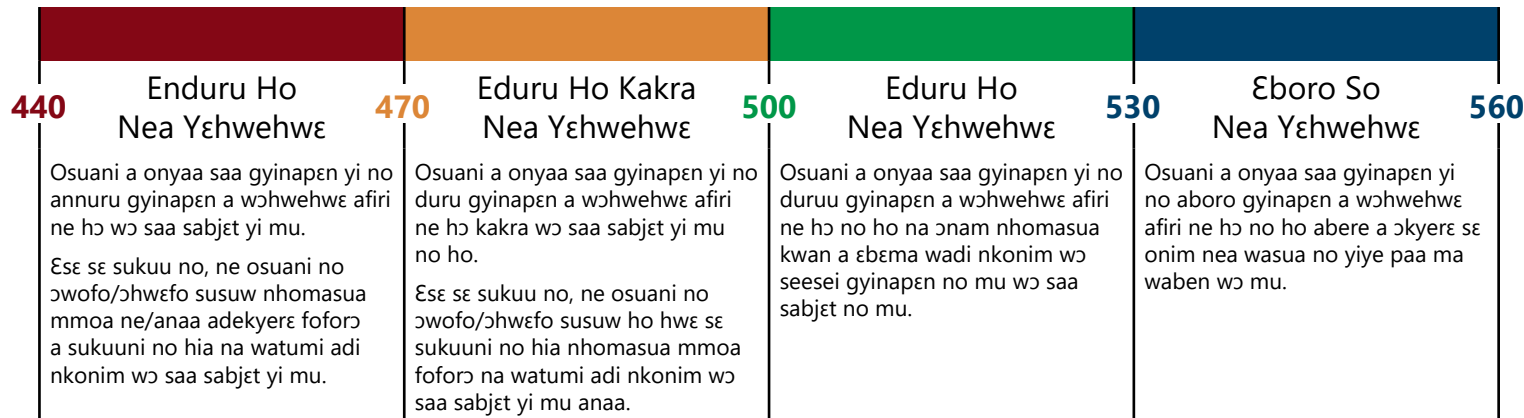 440
Enduru Ho
Nea Yɛhwehwɛ
470
Eduru Ho Kakra
Nea Yɛhwehwɛ
500
Eduru Ho
Nea Yɛhwehwɛ
530
Ɛboro So
Nea Yɛhwehwɛ
560
Osuani a onyaa saa gyinapɛn yi no
annuru gyinapɛn a wɔhwehwɛ afiri
ne hɔ wɔ saa sabjɛt yi mu.
Ɛsɛ sɛ sukuu no, ne osuani no
ɔwofo/ɔhwɛfo susuw nhomasua
mmoa ne/anaa adekyerɛ foforɔ
a sukuuni no hia na watumi adi
nkonim wɔ saa sabjɛt yi mu.
Osuani a onyaa saa gyinapɛn yi no
duru gyinapɛn a wɔhwehwɛ afiri
ne hɔ kakra wɔ saa sabjɛt yi mu
no ho.
Ɛsɛ sɛ sukuu no, ne osuani no
ɔwofo/ɔhwɛfo susuw ho hwɛ sɛ
sukuuni no hia nhomasua mmoa
foforɔ na watumi adi nkonim wɔ
saa sabjɛt yi mu anaa.
Osuani a onyaa saa gyinapɛn yi no
duruu gyinapɛn a wɔhwehwɛ afiri
ne hɔ no ho na ɔnam nhomasua
kwan a ɛbɛma wadi nkonim wɔ
seesei gyinapɛn no mu wɔ saa
sabjɛt no mu.
Osuani a onyaa saa gyinapɛn yi
no aboro gyinapɛn a wɔhwehwɛ
afiri ne hɔ no ho abere a ɔkyerɛ sɛ
onim nea wasua no yiye paa ma
waben wɔ mu.